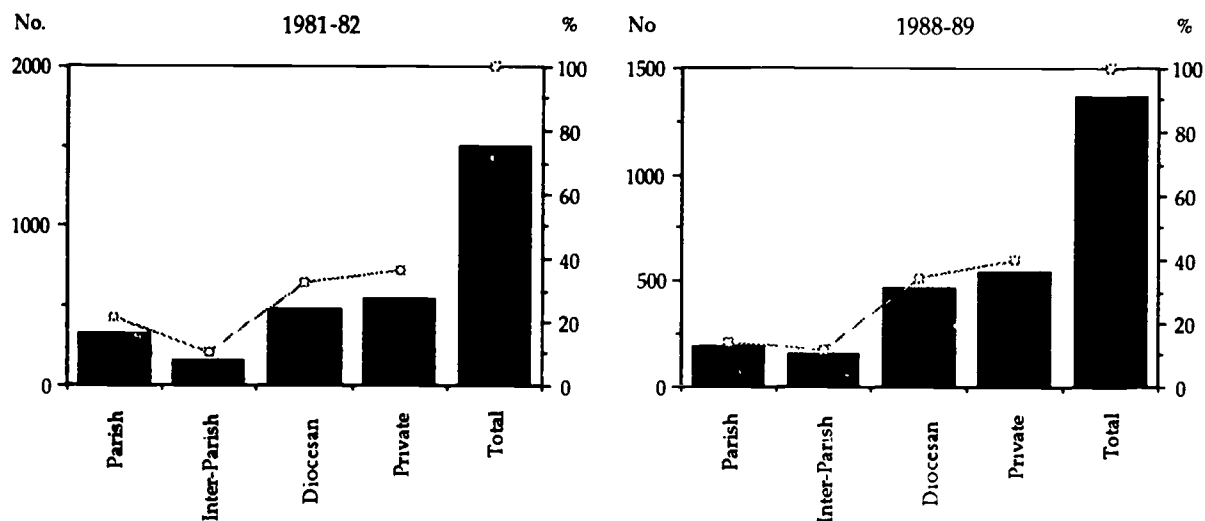 No. 1981-82 %
2000
1000
0
100
80
60
40
20
0
Parish
Inter-Parish
Diocesan
Private
Total
No 1988-89 %
1500
1000
500
0
100
80
60
40
20
0
Parish
Inter-Parish
Diocesan
Private
Total